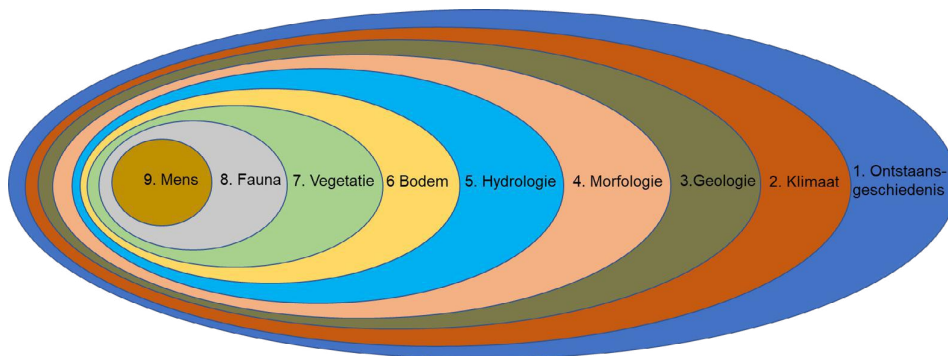 9. Mens
8. Fauna
7. Vegetatie
6 Bodem
5. Hydrologie
4. Morfologie
3.Geologie
2. Klimaat
1. Ontstaans-
geschiedenis